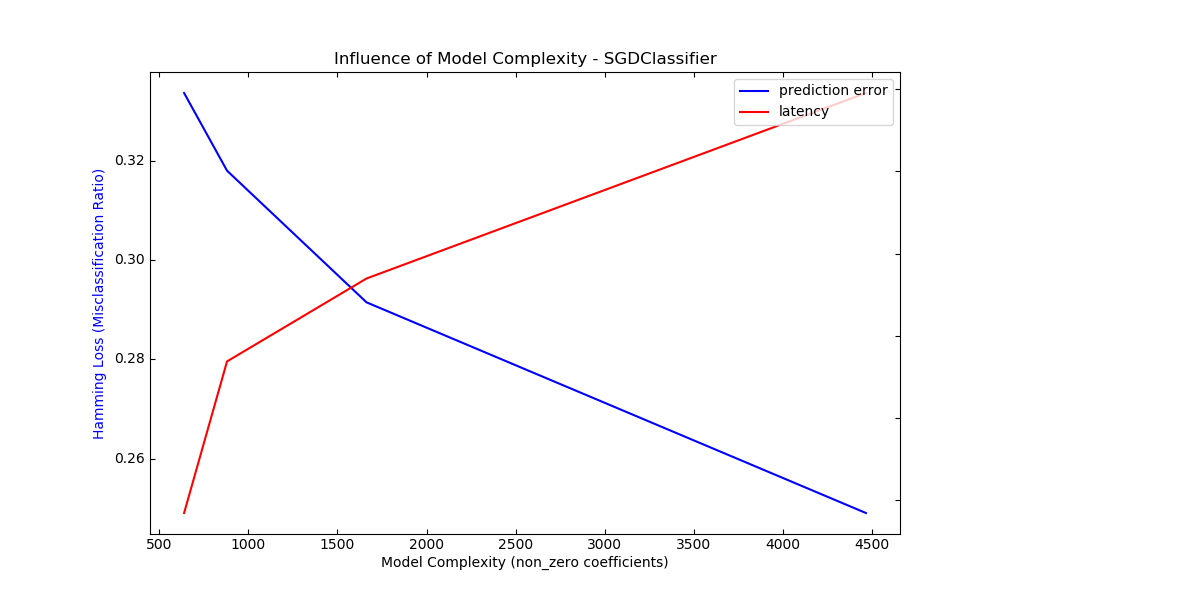 Influence of Model Complexity - SGDClassifier
prediction error
latency
Hamming Loss (Misclassification Ratio)
0.32
0.30
0.28
0.26
500 1000 1500 2000 2500 3000 3500 4000 4500
Model Complexity (non_zero coefficients)